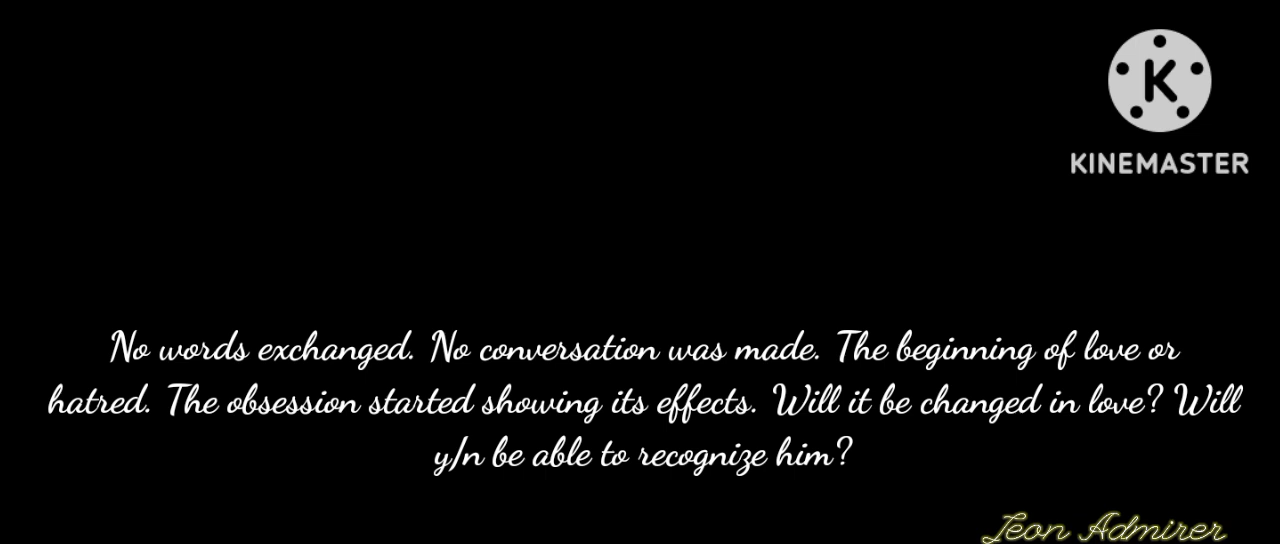 K
KINEMASTER
No words exchanged. No conversation was made. The beginning of love or
hatred. The obsession started showing its effects. Will it be changed in love? Will
y/n be able to recognize him?
Leon Admirer